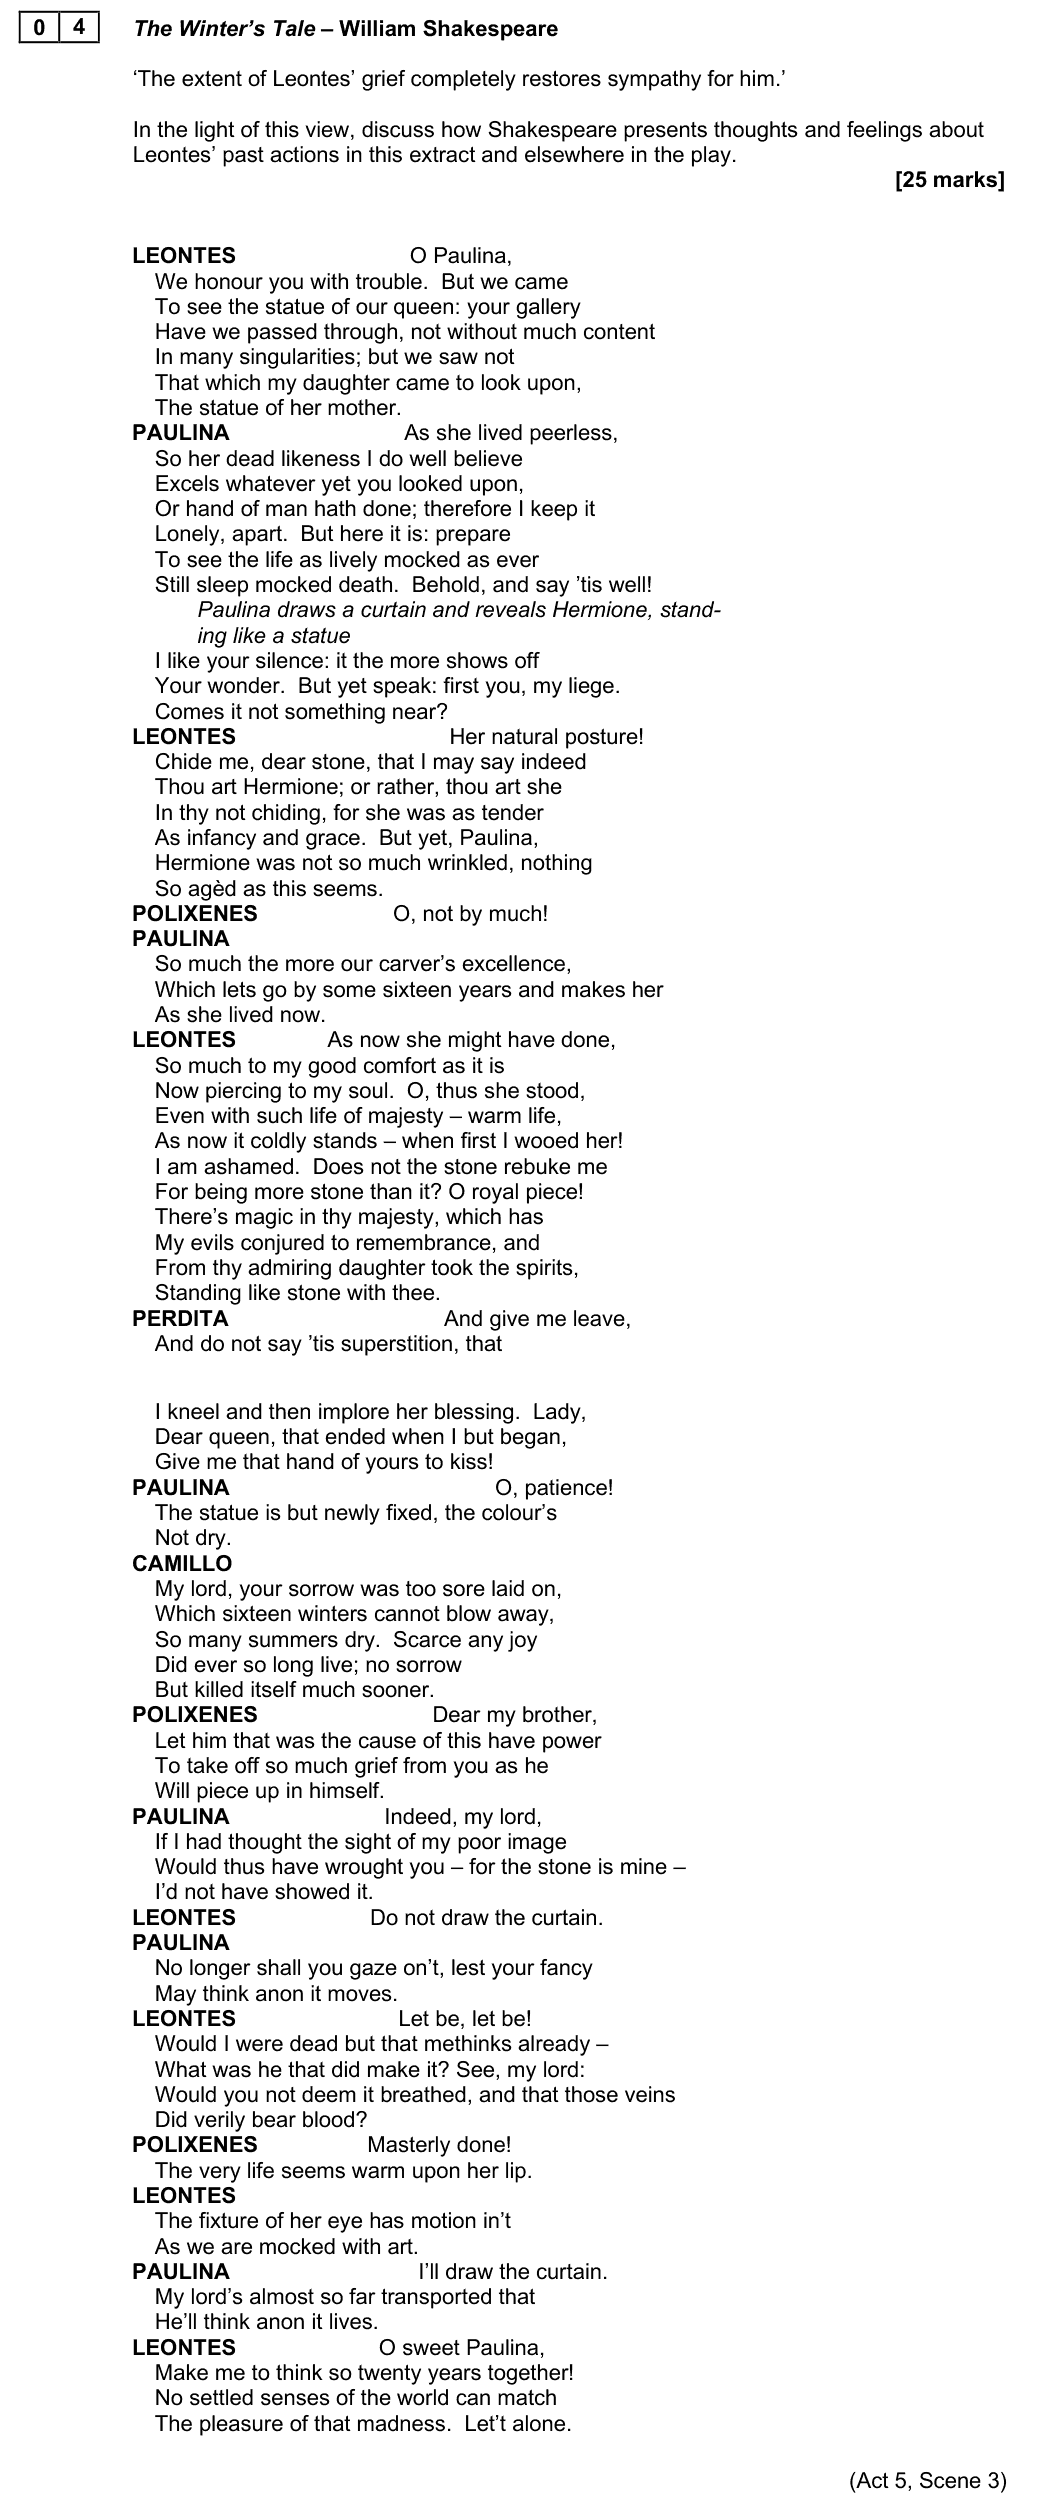 0 4 The Winter's Tale – William Shakespeare
‘The extent of Leontes’ grief completely restores sympathy for him.’
In the light of this view, discuss how Shakespeare presents thoughts and feelings about
Leontes’ past actions in this extract and elsewhere in the play.
[25 marks]
LEONTES O Paulina,
We honour you with trouble. But we came
To see the statue of our queen: your gallery
Have we passed through, not without much content
In many singularities; but we saw not
That which my daughter came to look upon,
The statue of her mother.
PAULINA As she lived peerless,
So her dead likeness I do well believe
Excels whatever yet you looked upon,
Or hand of man hath done; therefore I keep it
Lonely, apart. But here it is: prepare
To see the life as lively mocked as ever
Still sleep mocked death. Behold, and say ’tis well!
Paulina draws a curtain and reveals Hermione, stand-
ing like a statue
I like your silence: it the more shows off
Your wonder. But yet speak: first you, my liege.
Comes it not something near?
LEONTES Her natural posture!
Chide me, dear stone, that I may say indeed
Thou art Hermione; or rather, thou art she
In thy not chiding, for she was as tender
As infancy and grace. But yet, Paulina,
Hermione was not so much wrinkled, nothing
So agèd as this seems.
POLIXENES O, not by much!
PAULINA
So much the more our carver’s excellence,
Which lets go by some sixteen years and makes her
As she lived now.
LEONTES As now she might have done,
So much to my good comfort as it is
Now piercing to my soul. O, thus she stood,
Even with such life of majesty – warm life,
As now it coldly stands – when first I wooed her!
I am ashamed. Does not the stone rebuke me
For being more stone than it? O royal piece!
There’s magic in thy majesty, which has
My evils conjured to remembrance, and
From thy admiring daughter took the spirits,
Standing like stone with thee.
PERDITA And give me leave,
And do not say ’tis superstition, that
I kneel and then implore her blessing. Lady,
Dear queen, that ended when I but began,
Give me that hand of yours to kiss!
PAULINA O, patience!
The statue is but newly fixed, the colour’s
Not dry.
CAMILLO
My lord, your sorrow was too sore laid on,
Which sixteen winters cannot blow away,
So many summers dry. Scarce any joy
Did ever so long live; no sorrow
But killed itself much sooner.
POLIXENES Dear my brother,
Let him that was the cause of this have power
To take off so much grief from you as he
Will piece up in himself.
PAULINA Indeed, my lord,
If I had thought the sight of my poor image
Would thus have wrought you – for the stone is mine –
I’d not have showed it.
LEONTES Do not draw the curtain.
PAULINA
No longer shall you gaze on’t, lest your fancy
May think anon it moves.
LEONTES Let be, let be!
Would I were dead but that methinks already –
What was he that did make it? See, my lord:
Would you not deem it breathed, and that those veins
Did verily bear blood?
POLIXENES Masterly done!
The very life seems warm upon her lip.
LEONTES
The fixture of her eye has motion in’t
As we are mocked with art.
PAULINA I’ll draw the curtain.
My lord’s almost so far transported that
He’ll think anon it lives.
LEONTES O sweet Paulina,
Make me to think so twenty years together!
No settled senses of the world can match
The pleasure of that madness. Let’t alone.
(Act 5, Scene 3)